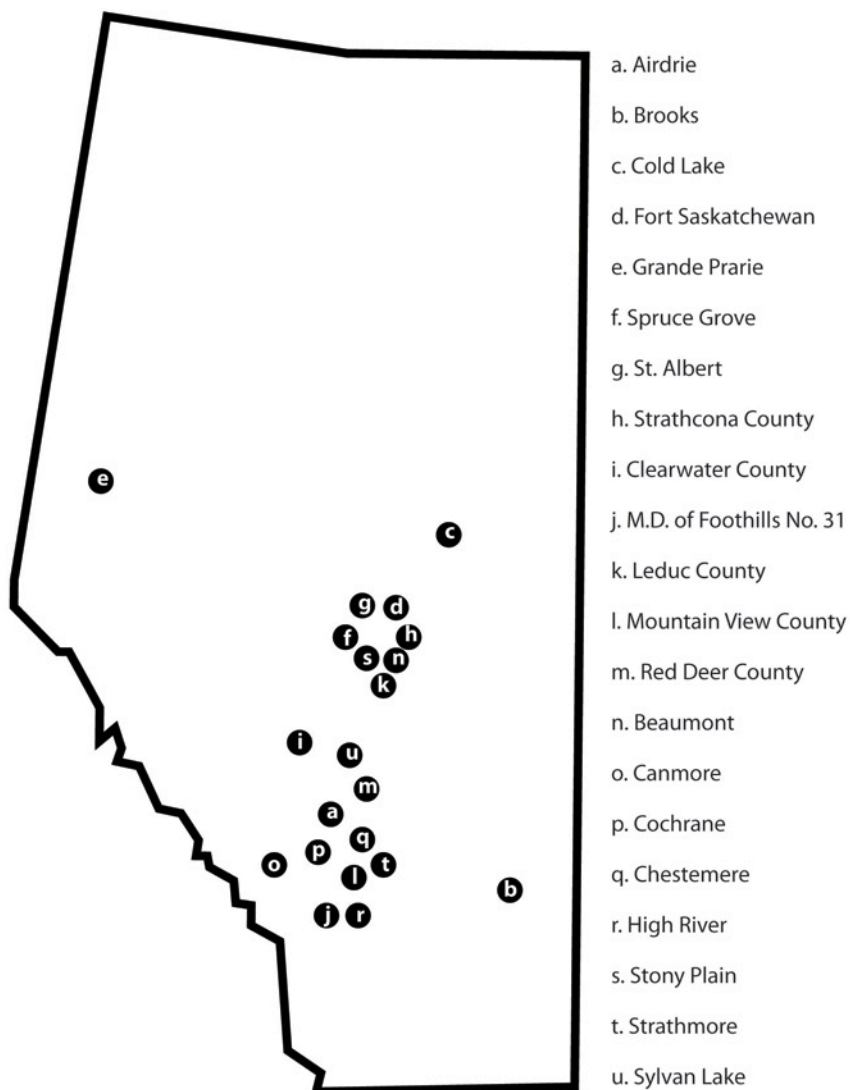 a. Airdrie
b. Brooks
c. Cold Lake
d. Fort Saskatchewan
e. Grande Prarie
f. Spruce Grove
g. St. Albert
h. Strathcona County
i. Clearwater County
j. M.D. of Foothills No. 31
k. Leduc County
l. Mountain View County
m. Red Deer County
n. Beaumont
o. Canmore
p. Cochrane
q. Chestemere
r. High River
s. Stony Plain
t. Strathmore
u. Sylvan Lake
e
c
g d
f h
s n
k
i u
m
a
p q
o l t
b
j r